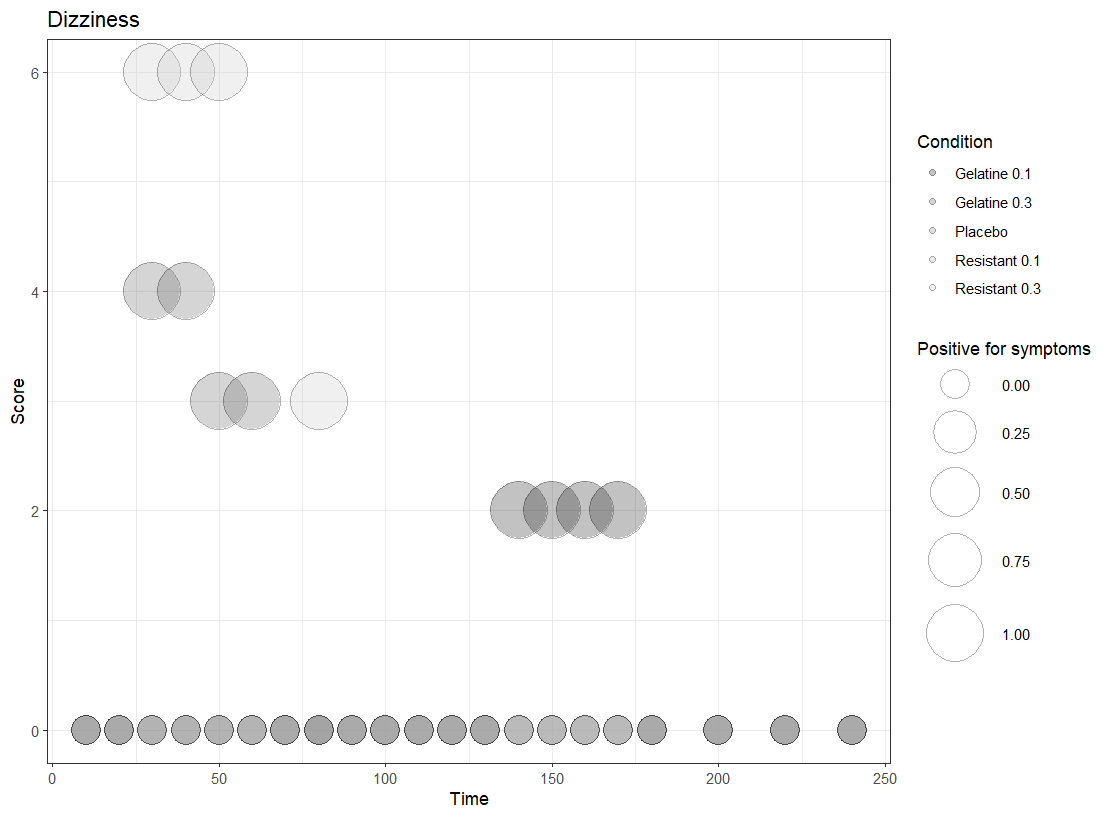 Dizziness
6
4
2
0
Score
0 50 100 150 200 250
Time
Condition
Gelatine 0.1
Gelatine 0.3
Placebo
Resistant 0.1
Resistant 0.3
Positive for symptoms
0.00
0.25
0.50
0.75
1.00